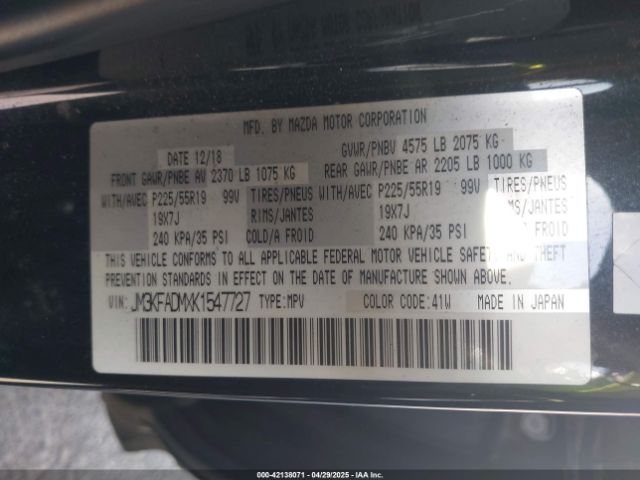 MFD. BY MAZDA MOTOR CORPORATION
DATE 12/18 GVWR/PNBV 4575 LB 2075 KG
FRONT GAWR/PNBE AV 2370 LB 1075 KG REAR GAWR/PNBE AR 2205 LB 1000 KG
WITH/AVEC P225/55R19 99V TIRES/PNEUS WITH/AVEC P225/55R19 99V TIRES/PNEUS
19X7J RIMS/JANTES 19X7J RIMS/JANTES
240 KPA/35 PSI COLD/A FROID 240 KPA/35 PSI COLD/A FROID
THIS VEHICLE CONFORMS TO ALL APPLICABLE FEDERAL MOTOR VEHICLE SAFETY AND THEFT
PREVENTION STANDARDS IN EFFECT ON THE DATE OF MANUFACTURE SHOWN ABOVE.
VIN: JM3KFADMXK1547727 TYPE:MPV COLOR CODE:41W MADE IN JAPAN
000-42138071 - 04/29/2025 - IAA Inc.